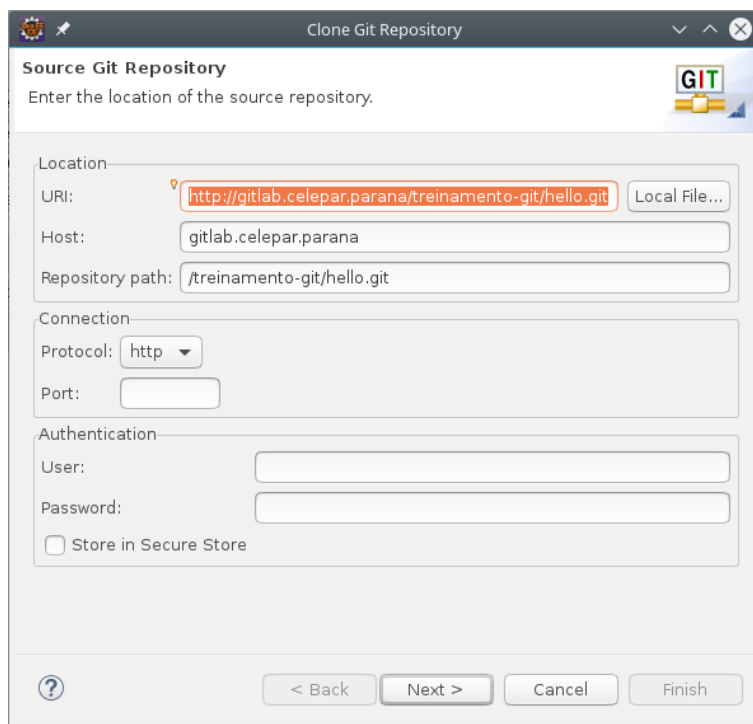 Clone Git Repository
Source Git Repository
Enter the location of the source repository.
GIT
Location
URI: http://gitlab.celepar.parana/treinamento-git/hello.git Local File...
Host: gitlab.celepar.parana
Repository path: /treinamento-git/hello.git
Connection
Protocol: http
Port:
Authentication
User:
Password:
Store in Secure Store
? < Back Next > Cancel Finish